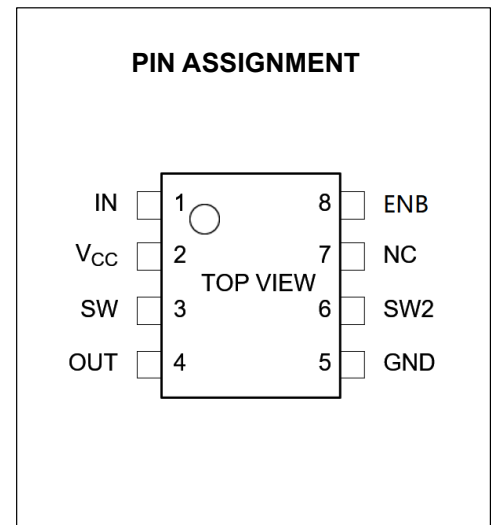 PIN ASSIGNMENT
IN 1 8 ENB
VCC 2 7 NC
TOP VIEW
SW 3 6 SW2
OUT 4 5 GND